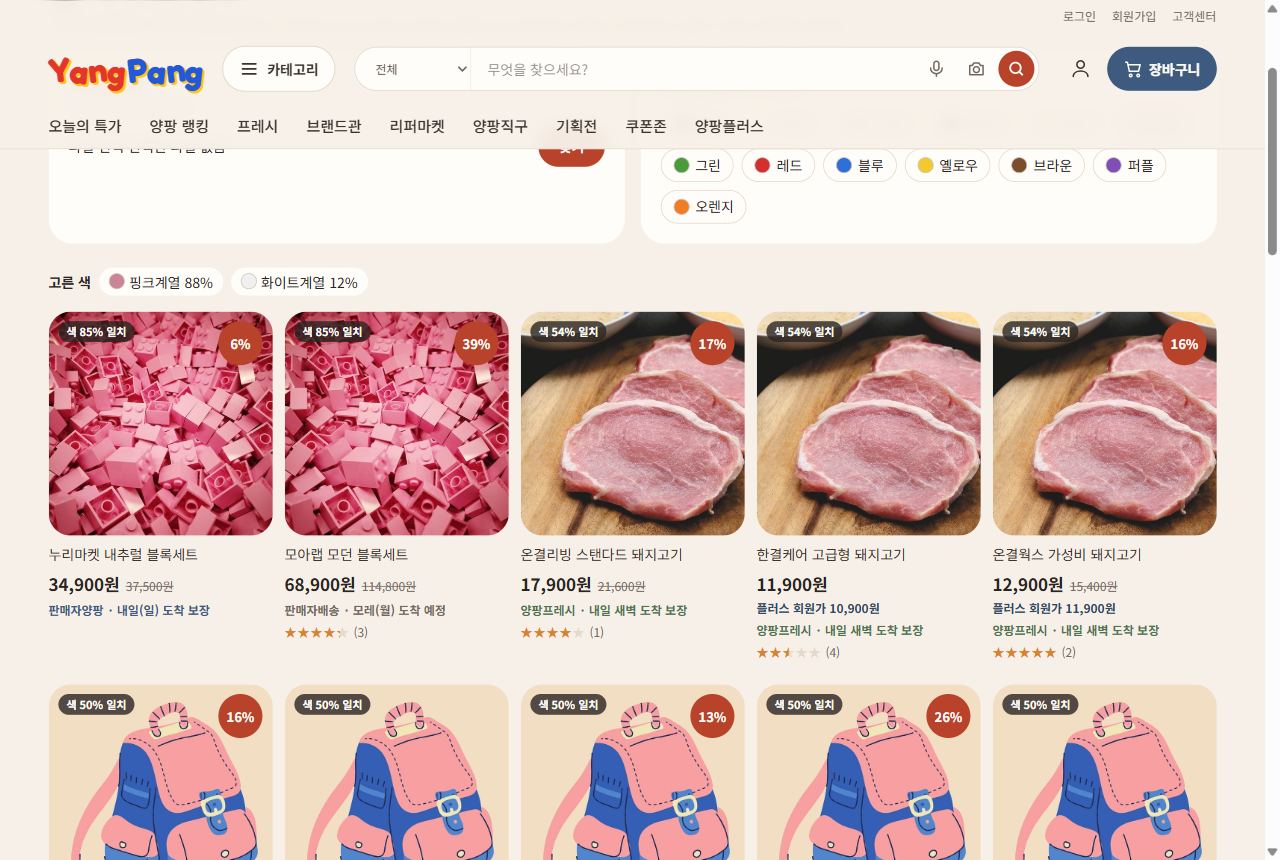 로그인 회원가입 고객센터
YangPang 카테고리 전체 무엇을 찾으세요? 장바구니
오늘의 특가 양팡 랭킹 프레시 브랜드관 리퍼마켓 양팡직구 기획전 쿠폰존 양팡플러스
그린 레드 블루 옐로우 브라운 퍼플
오렌지
고른 색 핑크계열 88% 화이트계열 12%
색 85% 일치 6% 색 85% 일치 39% 색 54% 일치 17% 색 54% 일치 색 54% 일치 16%
누리마켓 내추럴 블록세트 모아랩 모던 블록세트 온결리빙 스탠다드 돼지고기 한결케어 고급형 돼지고기 온결웍스 가성비 돼지고기
34,900원 37,500원 68,900원 114,800원 17,900원 21,600원 11,900원 12,900원 15,400원
판매자양팡 · 내일(일) 도착 보장 판매자배송 · 모레(월) 도착 예정 양팡프레시 · 내일 새벽 도착 보장 플러스 회원가 10,900원 플러스 회원가 11,900원
(3) (1) 양팡프레시 · 내일 새벽 도착 보장 양팡프레시 · 내일 새벽 도착 보장
(4) (2)
색 50% 일치 16% 색 50% 일치 색 50% 일치 13% 색 50% 일치 26% 색 50% 일치